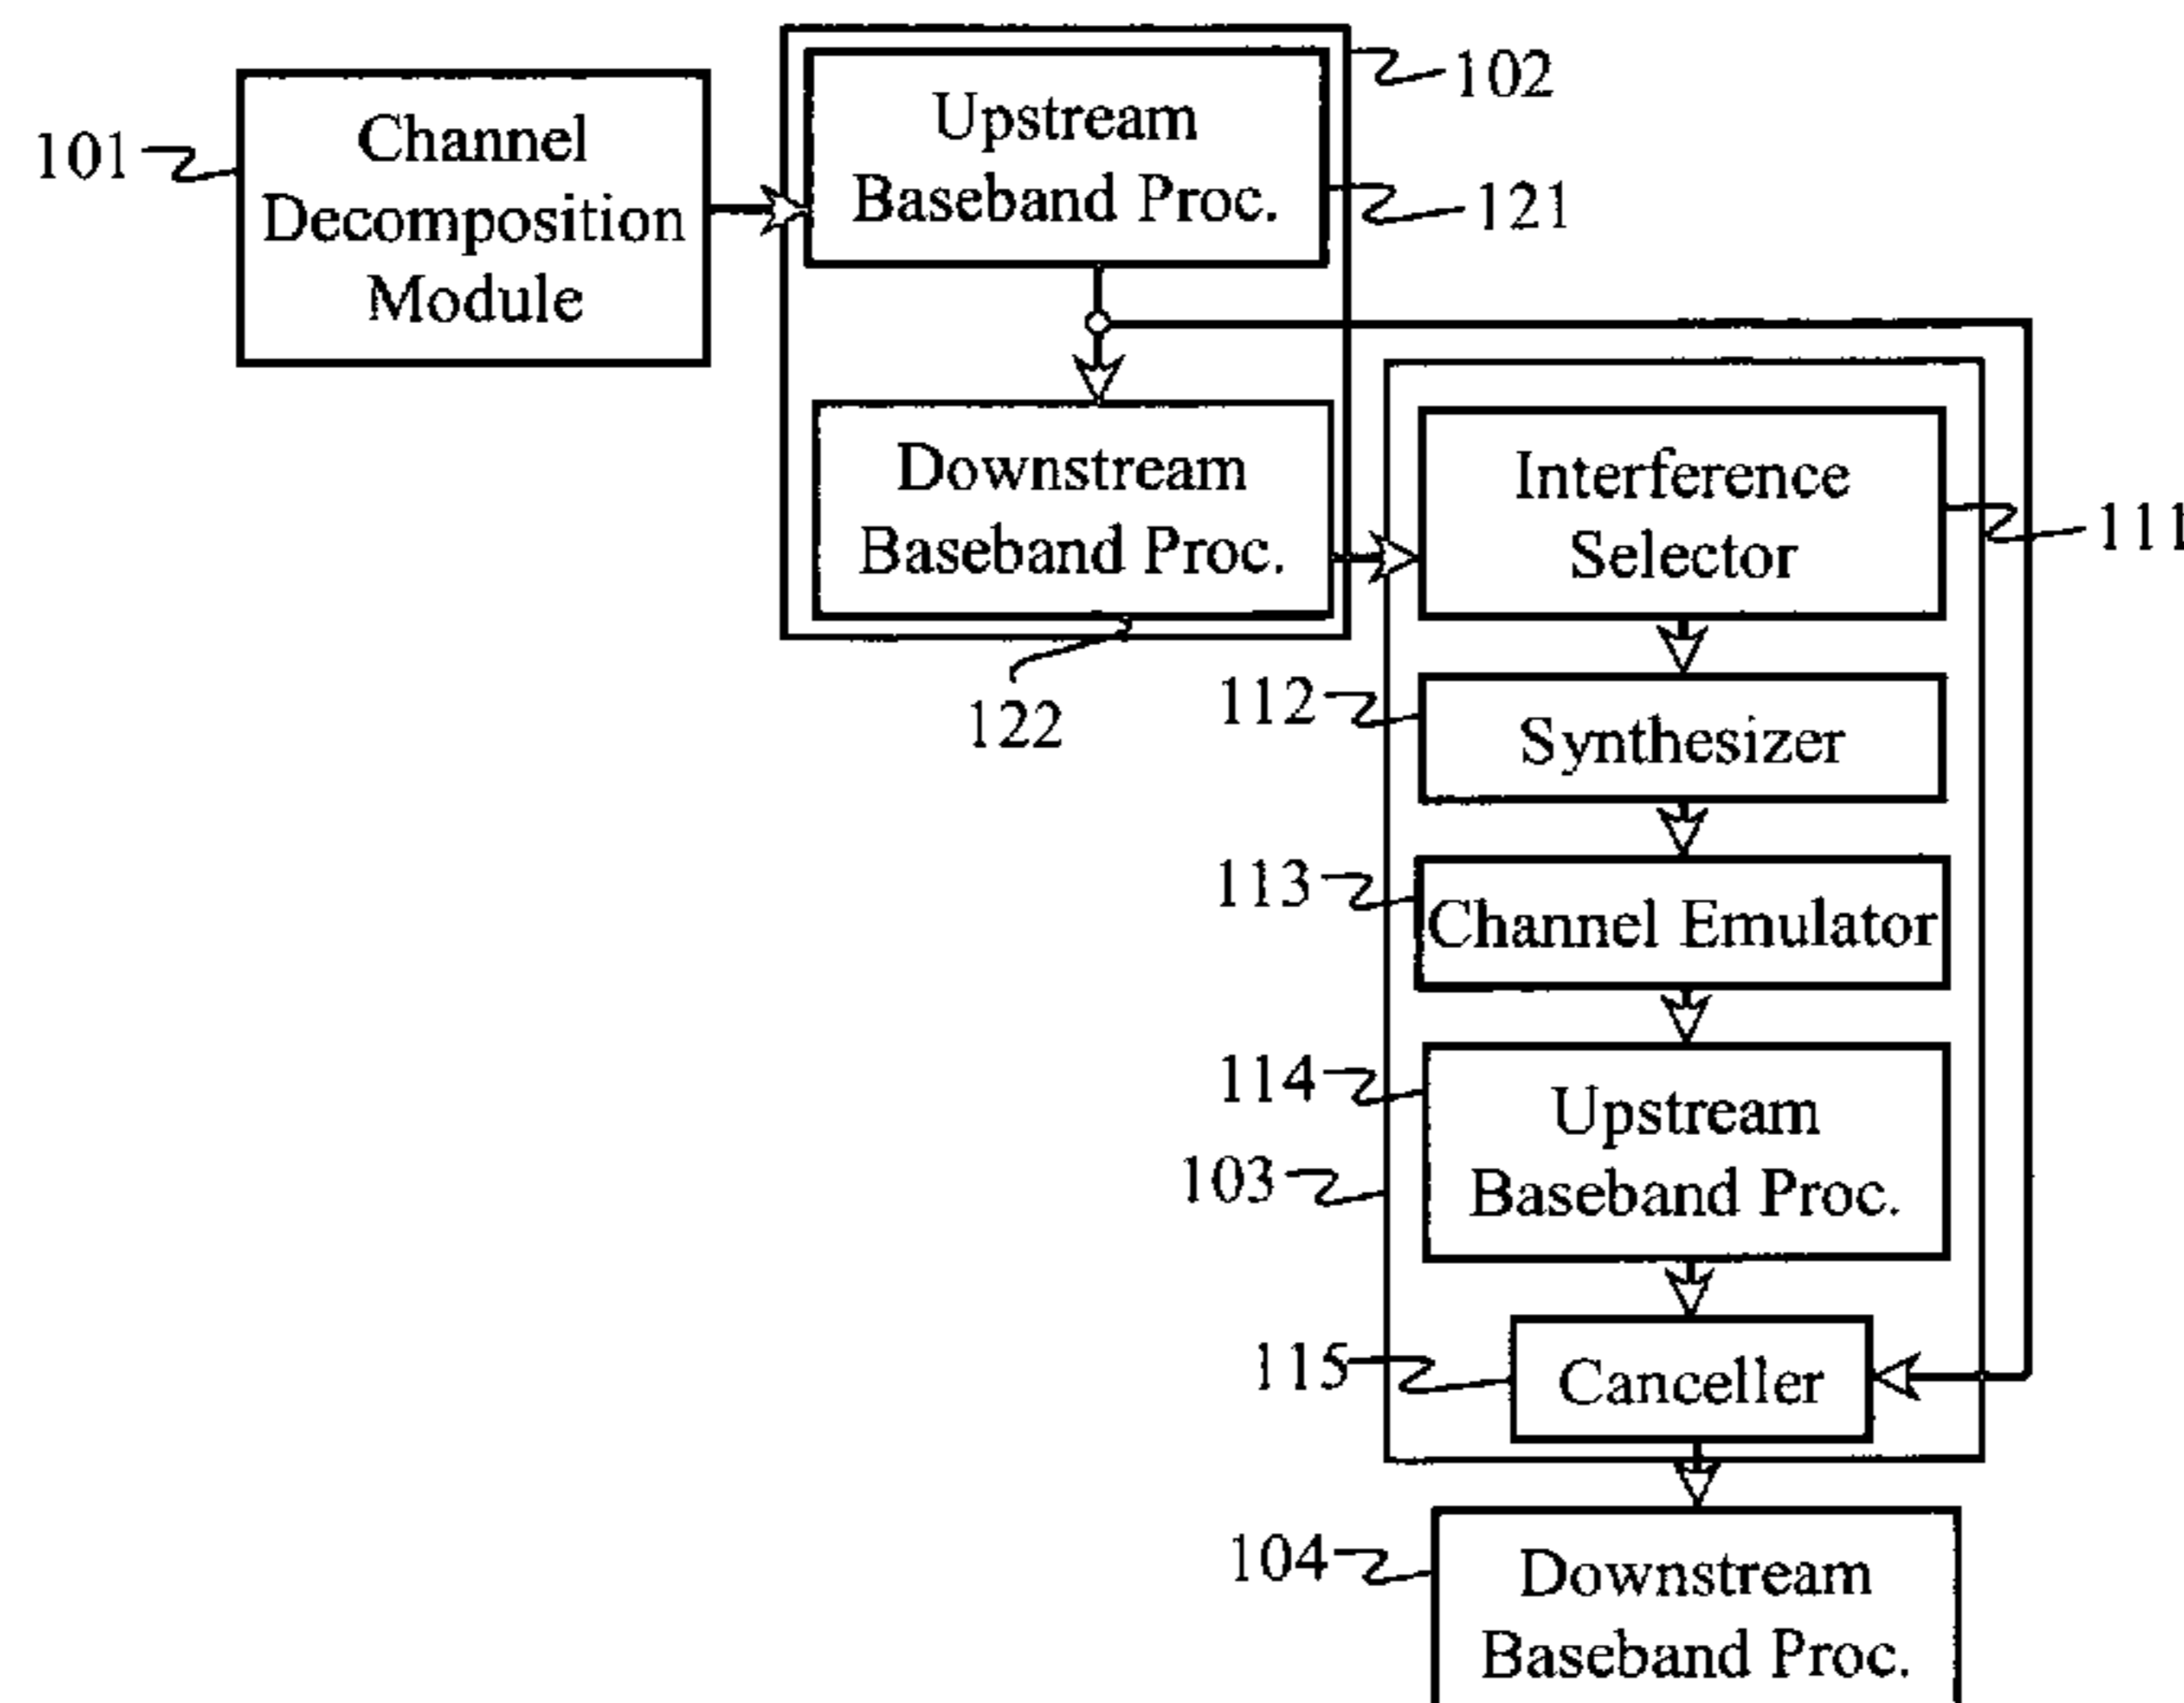 101
Channel
Decomposition
Module
102
Upstream
Baseband Proc.
121
Downstream
Baseband Proc.
122
Interference
Selector
111
112
Synthesizer
113
Channel Emulator
114
Upstream
Baseband Proc.
103
115
Canceller
104
Downstream
Baseband Proc.